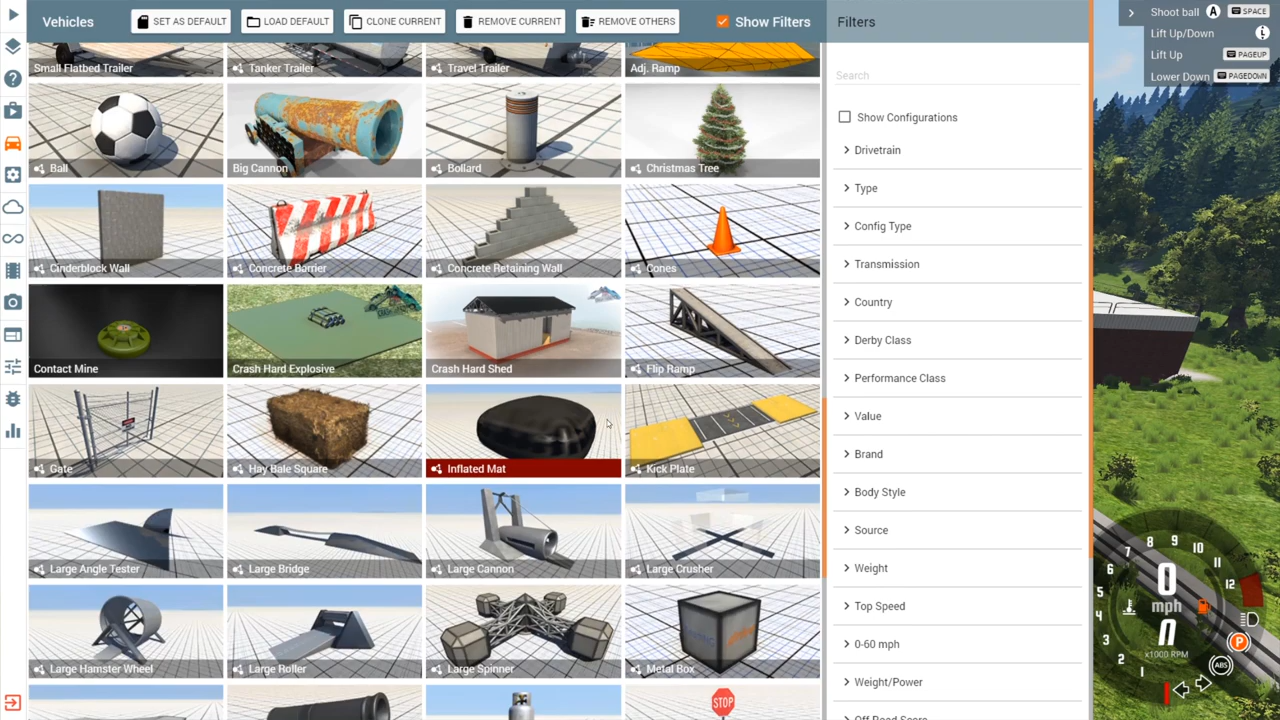 Vehicles
SET AS DEFAULT
LOAD DEFAULT
CLONE CURRENT
REMOVE CURRENT
REMOVE OTHERS
Show Filters
Small Flatbed Trailer
Tanker Trailer
Travel Trailer
Adj. Ramp
Ball
Big Cannon
Bollard
Christmas Tree
Cinderblock Wall
Concrete Barrier
Concrete Retaining Wall
Cones
Contact Mine
Crash Hard Explosive
Crash Hard Shed
Flip Ramp
Gate
Hay Bale Square
Inflated Mat
Kick Plate
Large Angle Tester
Large Bridge
Large Cannon
Large Crusher
Large Hamster Wheel
Large Roller
Large Spinner
Metal Box
STOP
Filters
Search
Show Configurations
Drivetrain
Type
Config Type
Transmission
Country
Derby Class
Performance Class
Value
Brand
Body Style
Source
Weight
Top Speed
0-60 mph
Weight/Power
Off Road Score
Shoot ball A SPACE
Lift Up/Down L
Lift Up PAGEUP
Lower Down PAGEDOWN
1 2 3 4 5 6 7 8 9 10 11 12
0
mph
n
x1000 RPM
P
ABS